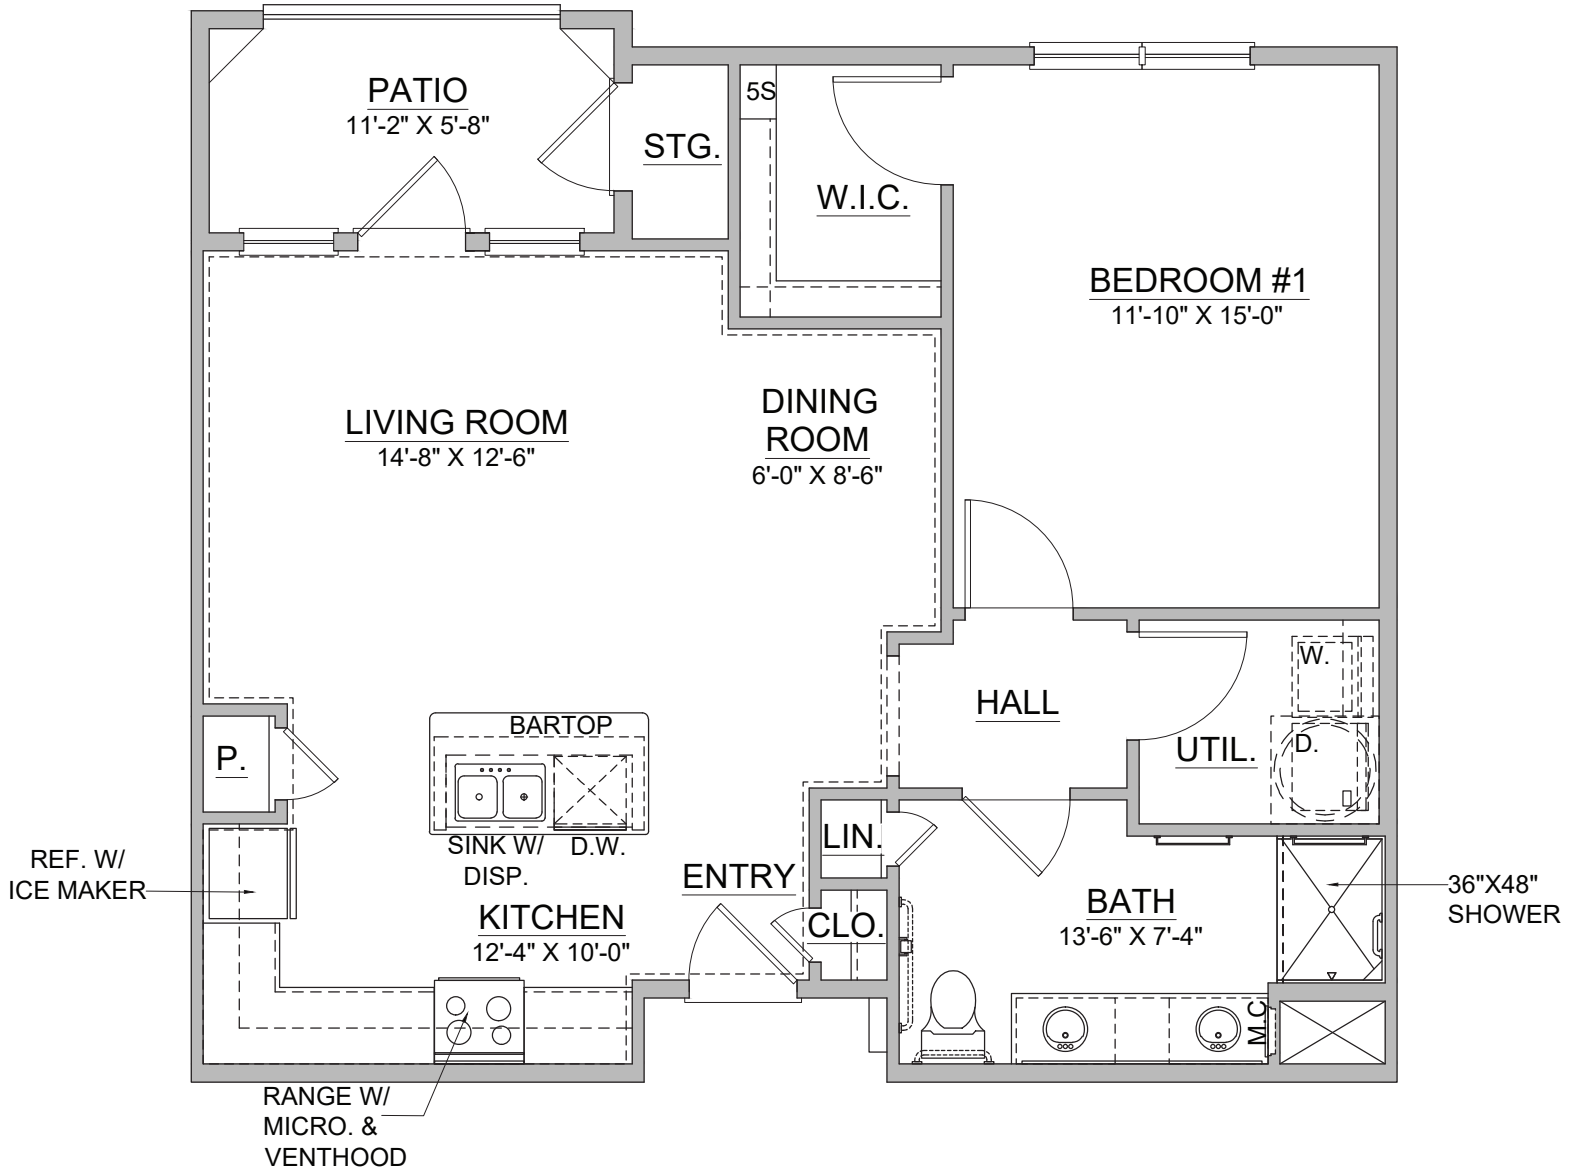 PATIO
11'-2" X 5'-8"
5S
STG.
W.I.C.
BEDROOM #1
11'-10" X 15'-0"
LIVING ROOM
14'-8" X 12'-6"
DINING
ROOM
6'-0" X 8'-6"
W.
HALL
BARTOP
UTIL.
D.
P.
SINK W/
DISP.
D.W.
LIN.
REF. W/
ICE MAKER
ENTRY
KITCHEN
12'-4" X 10'-0"
CLO.
BATH
13'-6" X 7'-4"
36"X48"
SHOWER
M.C
RANGE W/
MICRO. &
VENTHOOD